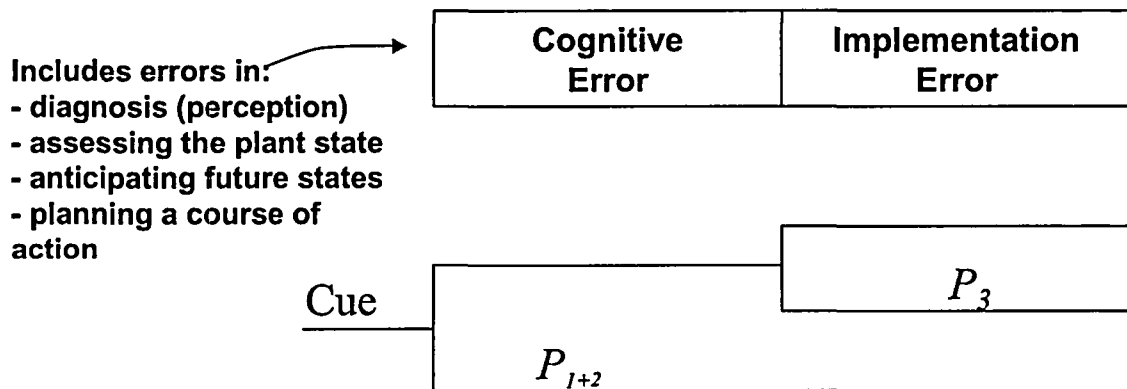 Includes errors in:
- diagnosis (perception)
- assessing the plant state
- anticipating future states
- planning a course of
action
Cognitive
Error
Implementation
Error
Cue
P3
P1+2